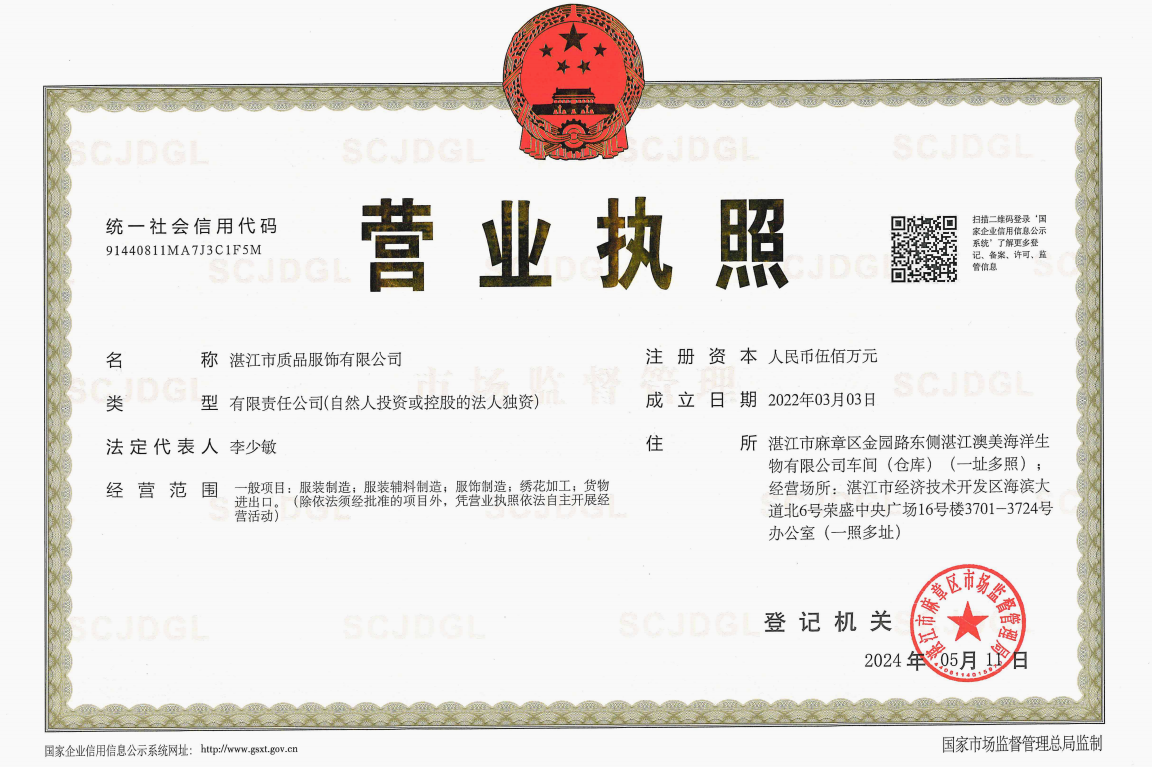 营业执照
统一社会信用代码
91440811MA7J3C1F5M
扫描二维码登录‘国
家企业信用信息公示
系统’了解更多登
记、备案、许可、监
管信息
名称 湛江市质品服饰有限公司
类型 有限责任公司(自然人投资或控股的法人独资)
法定代表人 李少敏
经营范围 一般项目：服装制造；服装辅料制造；服饰制造；绣花加工；货物
进出口。（除依法须经批准的项目外，凭营业执照依法自主开展经
营活动）
注册资本 人民币伍佰万元
成立日期 2022年03月03日
住所 湛江市麻章区金园路东侧湛江澳美海洋生
物有限公司车间（仓库）（一址多照）；
经营场所：湛江市经济技术开发区海滨大
道北6号荣盛中央广场16号楼3701-3724号
办公室（一照多址）
登记机关
湛江市麻章区市场监督管理局
2024年05月11日
国家企业信用信息公示系统网址：http://www.gsxt.gov.cn
国家市场监督管理总局监制
SCJDGL
市场监督管理